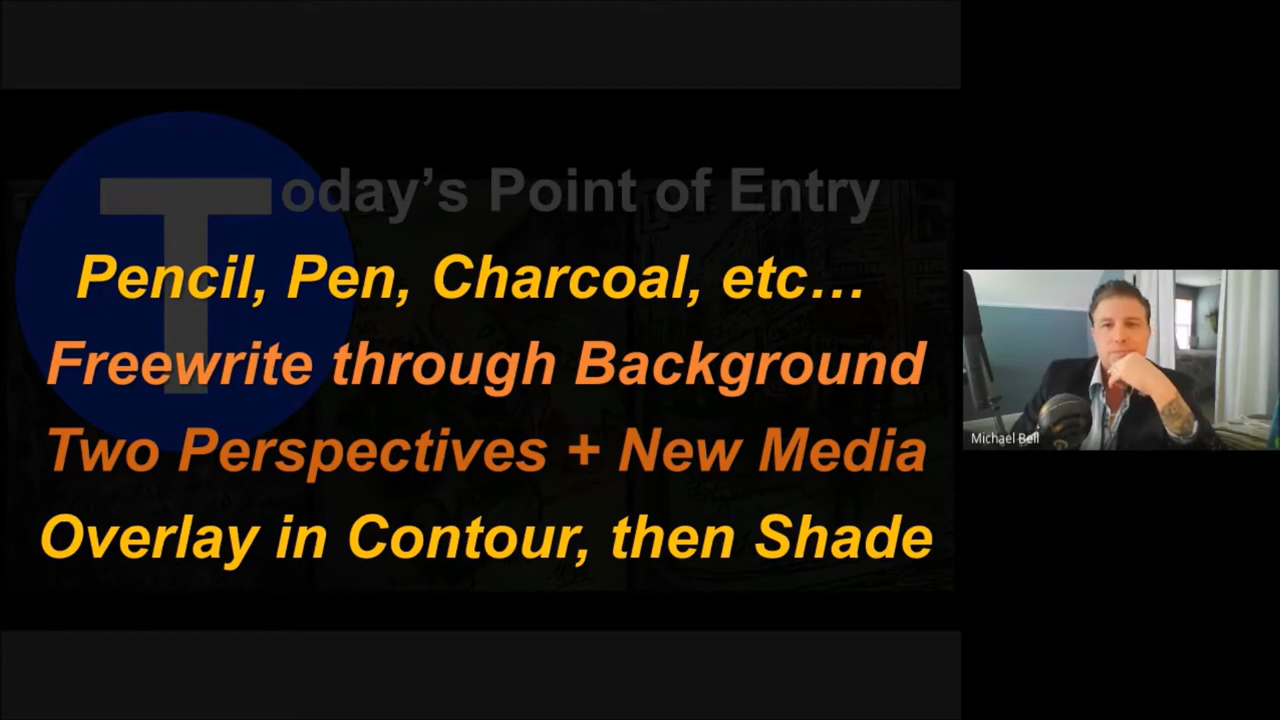 Today’s Point of Entry
Pencil, Pen, Charcoal, etc…
Freewrite through Background
Two Perspectives + New Media
Overlay in Contour, then Shade
Michael Bell